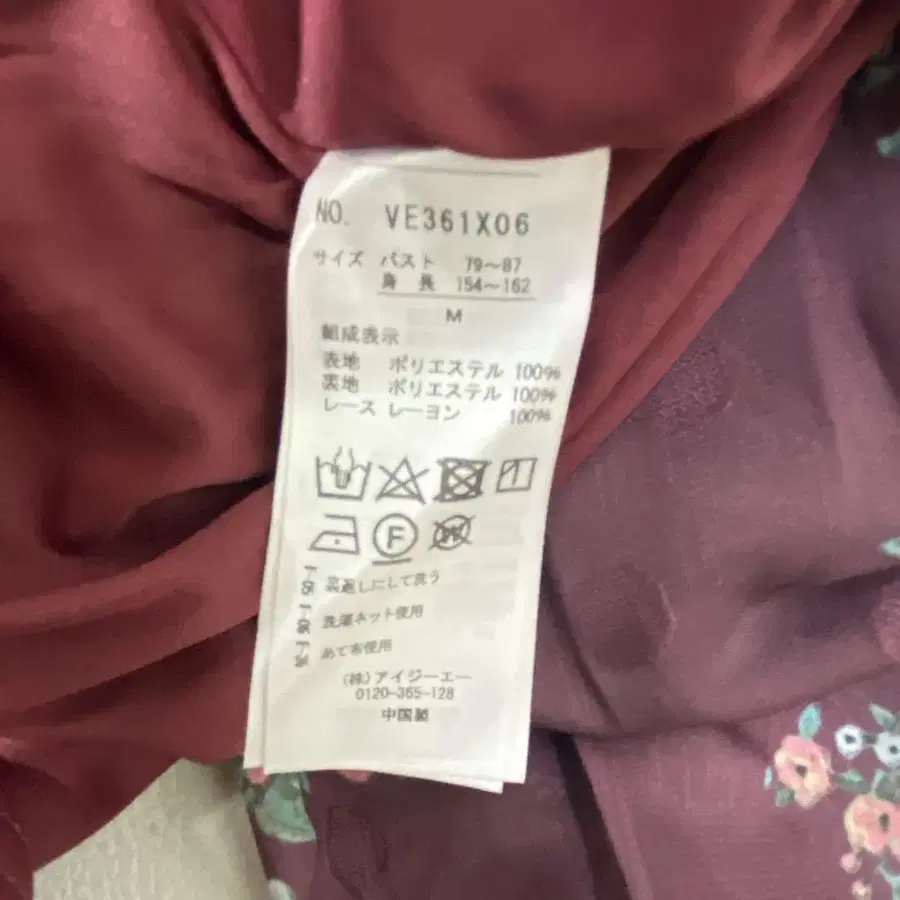 NO. VE361X06
サイズ バスト 79～87
身長 154～162
M
組成表示
表地 ポリエステル 100%
裏地 ポリエステル 100%
レース レーヨン 100%
F
W
裏返しにして洗う
洗濯ネット使用
あて布使用
(株)アイジーエー
0120-365-128
中国製